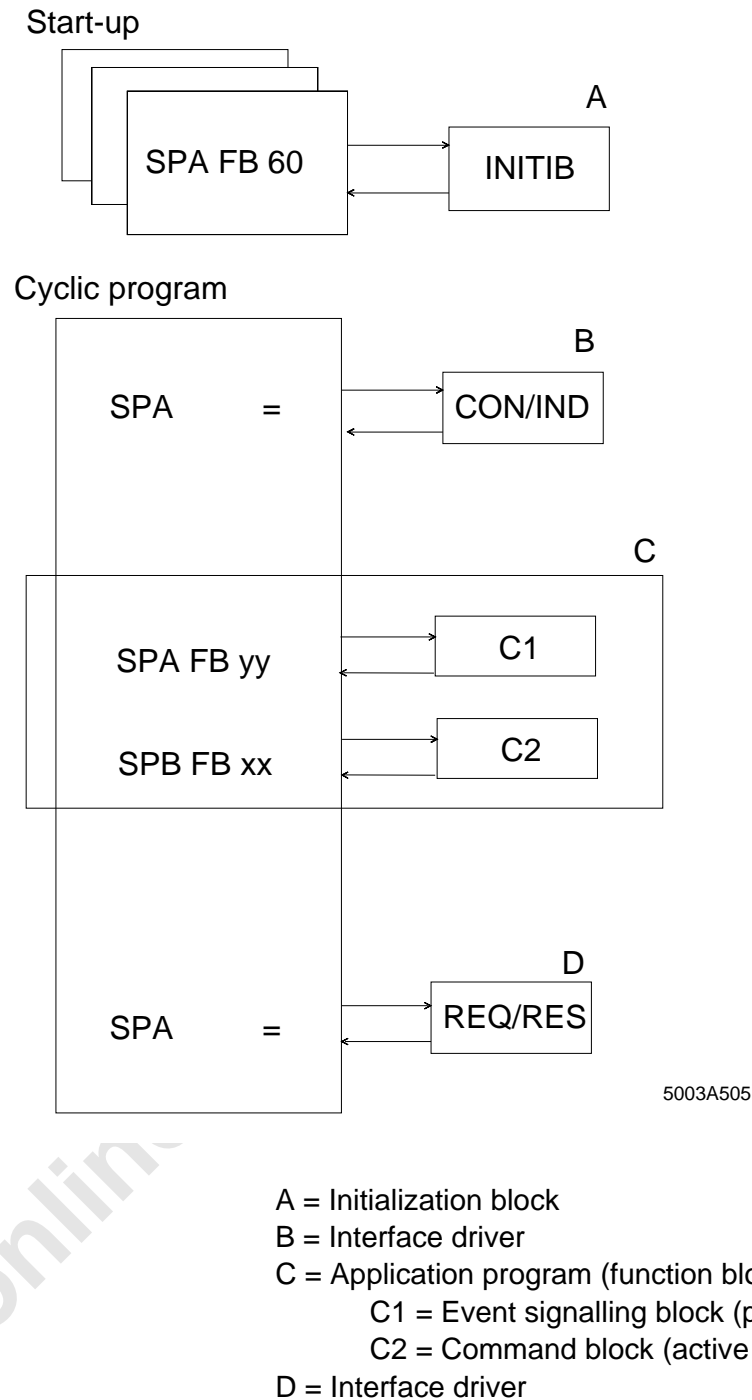 Start-up
A
SPA FB 60
INITIB
Cyclic program
B
SPA =
CON/IND
C
SPA FB yy
C1
SPB FB xx
C2
D
SPA =
REQ/RES
5003A505
A = Initialization block
B = Interface driver
C = Application program (function
C1 = Event signalling block
C2 = Command block (active
D = Interface driver